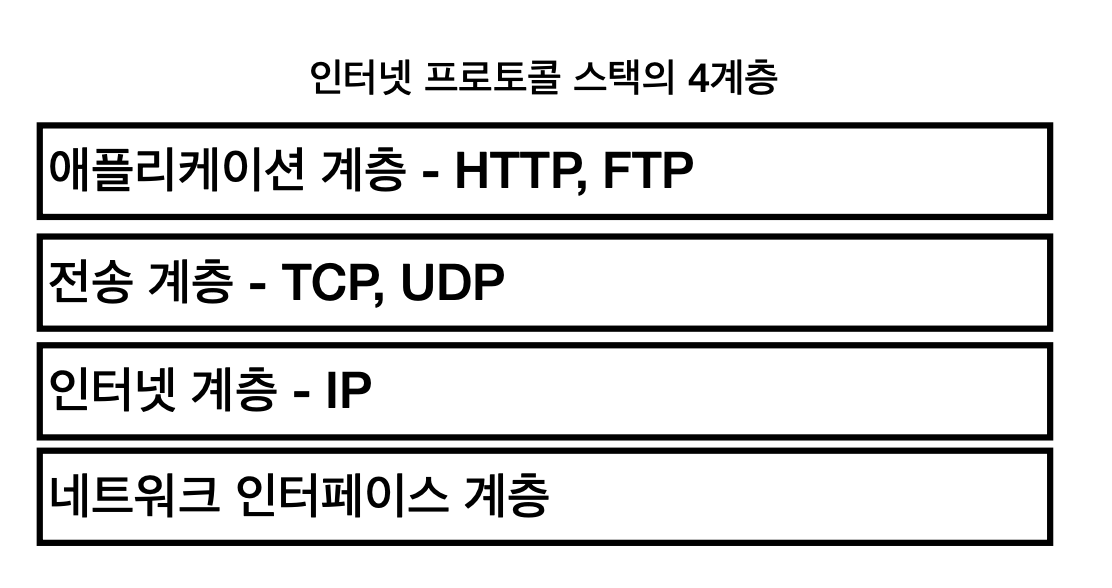 인터넷 프로토콜 스택의 4계층
애플리케이션 계층 - HTTP, FTP
전송 계층 - TCP, UDP
인터넷 계층 - IP
네트워크 인터페이스 계층